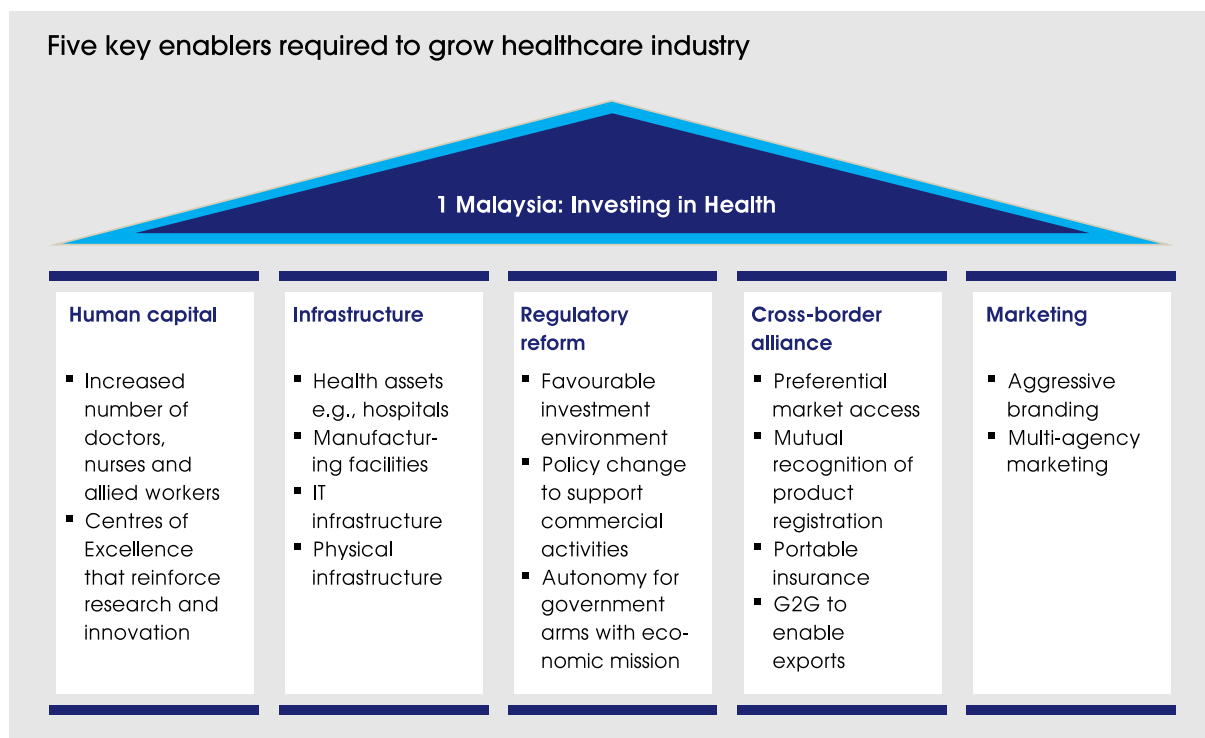 Five key enablers required to grow healthcare industry
1 Malaysia: Investing in Health
Human capital
▪ Increased
number of
doctors,
nurses and
allied workers
▪ Centres of
Excellence
that reinforce
research and
innovation
Infrastructure
▪ Health assets
e.g., hospitals
▪ Manufactur-
ing facilities
▪ IT
infrastructure
▪ Physical
infrastructure
Regulatory
reform
▪ Favourable
investment
environment
▪ Policy change
to support
commercial
activities
▪ Autonomy for
government
arms with eco-
nomic mission
Cross-border
alliance
▪ Preferential
market access
▪ Mutual
recognition of
product
registration
▪ Portable
insurance
▪ G2G to
enable
exports
Marketing
▪ Aggressive
branding
▪ Multi-agency
marketing